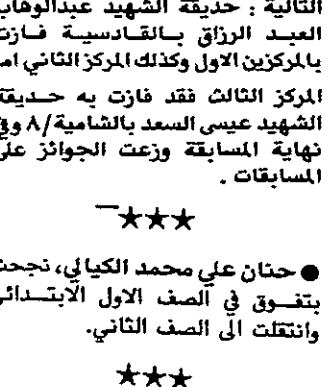 التالية : حديقة الشهيد عبدالوهاب
العبد الرزاق بالقادسية فازت
بالمركزين الاول وكذلك المركز الثاني اما
المركز الثالث فقد فازت به حديقة
الشهيد عيسى السعد بالشامية/٨ وفي
نهاية المسابقة وزعت الجوائز على
المسابقات .
★★★
● حنان علي محمد الكيالي، نجحت
بتفوق في الصف الاول الابتدائي
وانتقلت الى الصف الثاني.
★★★